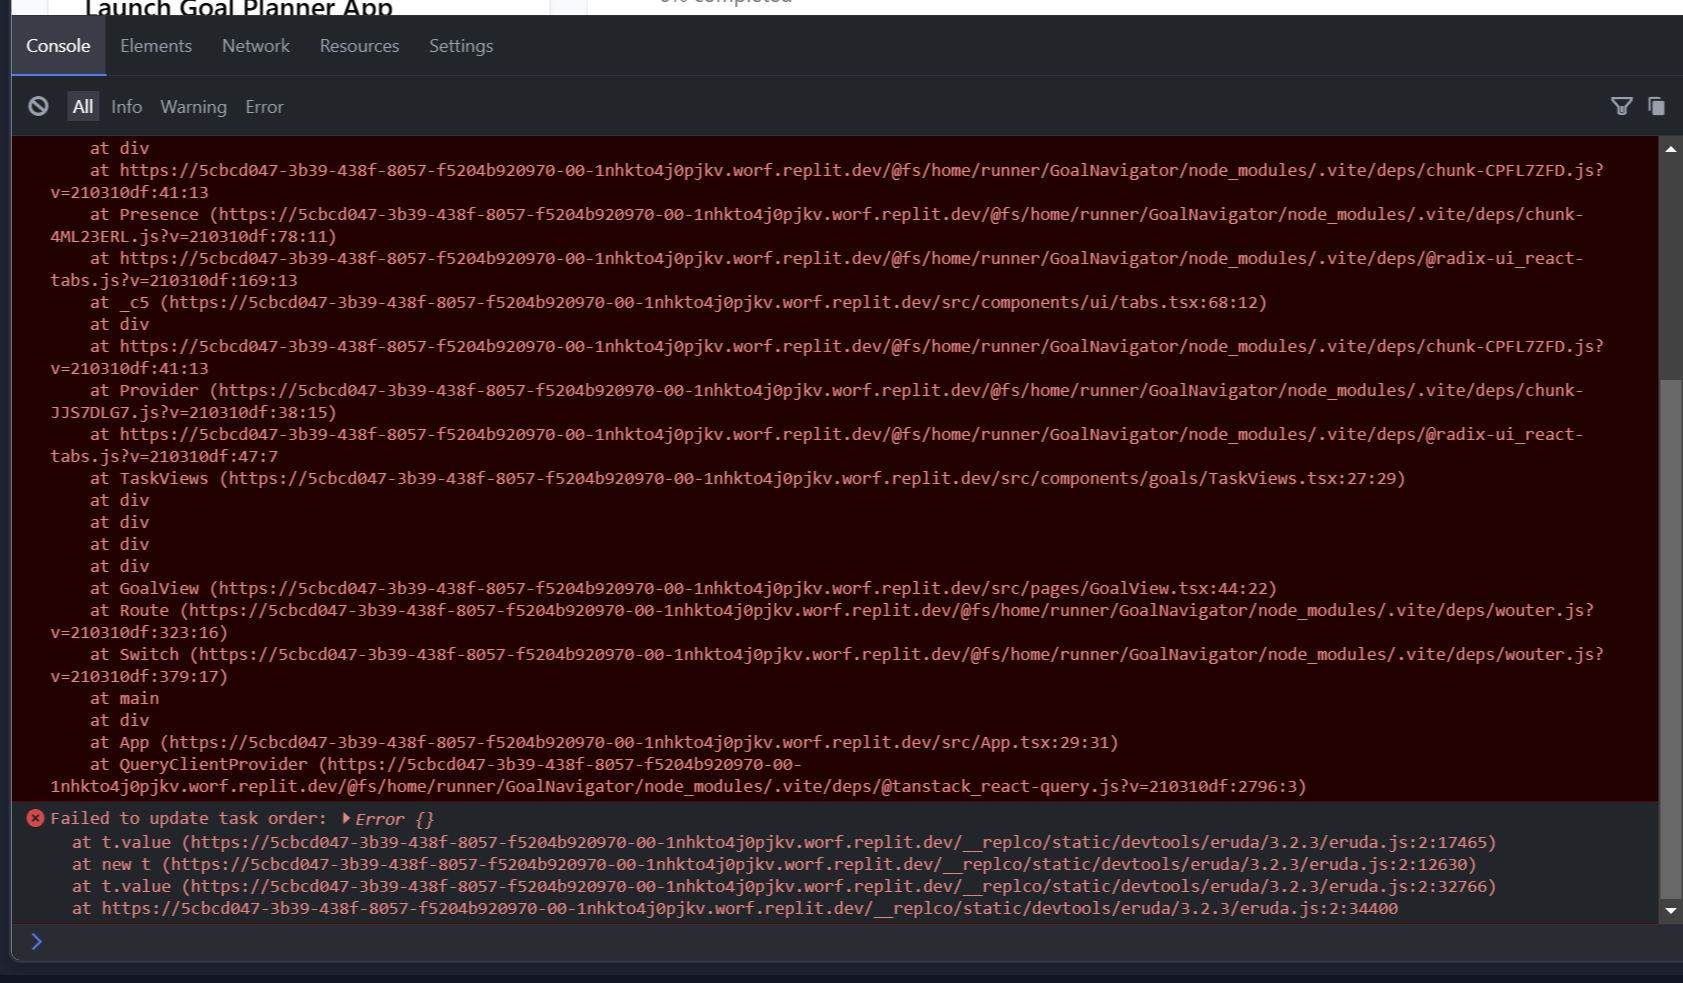 Launch Goal Planner App
0% completed
Console Elements Network Resources Settings
All Info Warning Error
at div
at https://5cbcd047-3b39-438f-8057-f5204b920970-00-1nhkto4j0pjkv.worf.replit.dev/@fs/home/runner/GoalNavigator/node_modules/.vite/deps/chunk-CPFL7ZFD.js?
v=210310df:41:13
at Presence (https://5cbcd047-3b39-438f-8057-f5204b920970-00-1nhkto4j0pjkv.worf.replit.dev/@fs/home/runner/GoalNavigator/node_modules/.vite/deps/chunk-
4ML23ERL.js?v=210310df:78:11)
at https://5cbcd047-3b39-438f-8057-f5204b920970-00-1nhkto4j0pjkv.worf.replit.dev/@fs/home/runner/GoalNavigator/node_modules/.vite/deps/@radix-ui_react-
tabs.js?v=210310df:169:13
at _c5 (https://5cbcd047-3b39-438f-8057-f5204b920970-00-1nhkto4j0pjkv.worf.replit.dev/src/components/ui/tabs.tsx:68:12)
at div
at https://5cbcd047-3b39-438f-8057-f5204b920970-00-1nhkto4j0pjkv.worf.replit.dev/@fs/home/runner/GoalNavigator/node_modules/.vite/deps/chunk-CPFL7ZFD.js?
v=210310df:41:13
at Provider (https://5cbcd047-3b39-438f-8057-f5204b920970-00-1nhkto4j0pjkv.worf.replit.dev/@fs/home/runner/GoalNavigator/node_modules/.vite/deps/chunk-
JJS7DLG7.js?v=210310df:38:15)
at https://5cbcd047-3b39-438f-8057-f5204b920970-00-1nhkto4j0pjkv.worf.replit.dev/@fs/home/runner/GoalNavigator/node_modules/.vite/deps/@radix-ui_react-
tabs.js?v=210310df:47:7
at TaskViews (https://5cbcd047-3b39-438f-8057-f5204b920970-00-1nhkto4j0pjkv.worf.replit.dev/src/components/goals/TaskViews.tsx:27:29)
at div
at div
at div
at div
at GoalView (https://5cbcd047-3b39-438f-8057-f5204b920970-00-1nhkto4j0pjkv.worf.replit.dev/src/pages/GoalView.tsx:44:22)
at Route (https://5cbcd047-3b39-438f-8057-f5204b920970-00-1nhkto4j0pjkv.worf.replit.dev/@fs/home/runner/GoalNavigator/node_modules/.vite/deps/wouter.js?
v=210310df:323:16)
at Switch (https://5cbcd047-3b39-438f-8057-f5204b920970-00-1nhkto4j0pjkv.worf.replit.dev/@fs/home/runner/GoalNavigator/node_modules/.vite/deps/wouter.js?
v=210310df:379:17)
at main
at div
at App (https://5cbcd047-3b39-438f-8057-f5204b920970-00-1nhkto4j0pjkv.worf.replit.dev/src/App.tsx:29:31)
at QueryClientProvider (https://5cbcd047-3b39-438f-8057-f5204b920970-00-
1nhkto4j0pjkv.worf.replit.dev/@fs/home/runner/GoalNavigator/node_modules/.vite/deps/@tanstack_react-query.js?v=210310df:2796:3)
Failed to update task order: Error {}
at t.value (https://5cbcd047-3b39-438f-8057-f5204b920970-00-1nhkto4j0pjkv.worf.replit.dev/__replco/static/devtools/eruda/3.2.3/eruda.js:2:17465)
at new t (https://5cbcd047-3b39-438f-8057-f5204b920970-00-1nhkto4j0pjkv.worf.replit.dev/__replco/static/devtools/eruda/3.2.3/eruda.js:2:12630)
at t.value (https://5cbcd047-3b39-438f-8057-f5204b920970-00-1nhkto4j0pjkv.worf.replit.dev/__replco/static/devtools/eruda/3.2.3/eruda.js:2:32766)
at https://5cbcd047-3b39-438f-8057-f5204b920970-00-1nhkto4j0pjkv.worf.replit.dev/__replco/static/devtools/eruda/3.2.3/eruda.js:2:34400